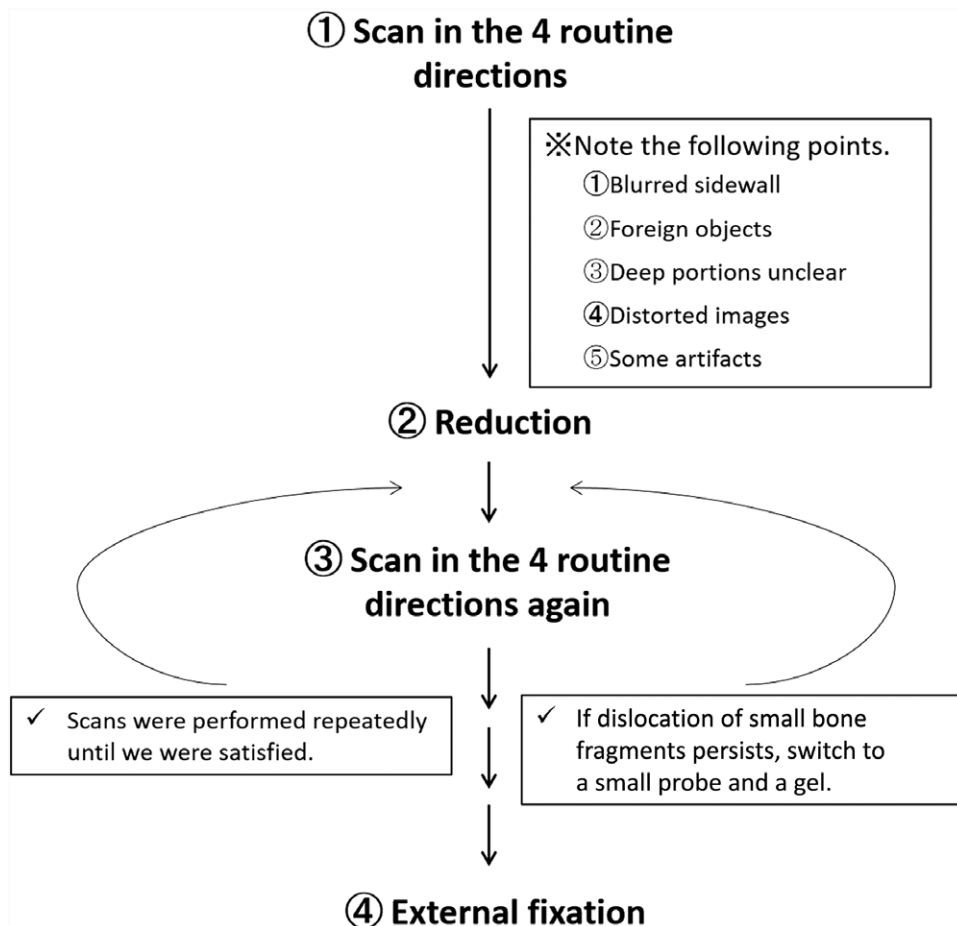 ① Scan in the 4 routine
directions
※Note the following points.
①Blurred sidewall
②Foreign objects
③Deep portions unclear
④Distorted images
⑤Some artifacts
② Reduction
③ Scan in the 4 routine
directions again
✓ Scans were performed repeatedly
until we were satisfied.
✓ If dislocation of small bone
fragments persists, switch to
a small probe and a gel.
④ External fixation